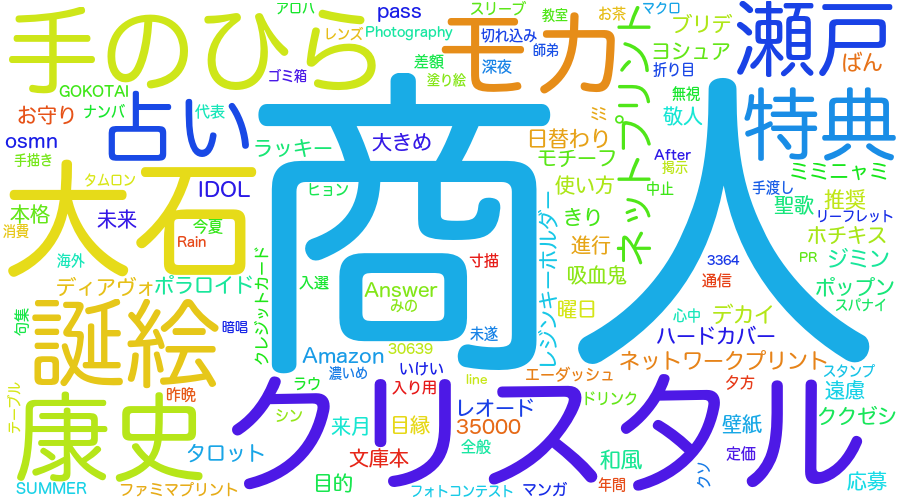 手のひら
モカ
瀬戸
アロハ
pass
スリーブ
教室
お茶
マクロ
レンズ
Photography
切れ込み
師弟
ブリデ
ばん
ゴミ箱
差額
塗り絵
深夜
ヨシュア
折り目
GOKOTAI
ナンバ
お守り
占い
代表
商人
ネットプリント
無視
敬人
特典
osmn
手描き
ラッキー
大きめ
日替わり
モチーフ
After
掲示
ミミニャミ
タムロン
IDOL
ヒョン
使い方
中止
手渡し
大石
本格
未来
今夏
聖歌
推奨
リーフレット
消費
Rain
きり
進行
ホチキス
海外
寸描
吸血鬼
3364
通信
PR
ジミン
ディアヴォ
ポラロイド
クレジットカード
入選
Answer
みの
レジンキーホルダー
曜日
ポップン
スパナイ
誕絵
句集
暗唱
未遂
心中
デカイ
ハードカバー
30639
Amazon
濃いめ
いけい
ネットワークプリント
テーブル
昨晩
ラウ
入り用
line
エーダッシュ
夕方
スタンプ
遠慮
康史
クリスタル
シン
来月
目縁
レオード
35000
ドリンク
壁紙
ククゼシ
タロット
文庫本
全般
和風
定価
SUMMER
ファミマプリント
目的
フォトコンテスト
マンガ
年間
クソ
応募